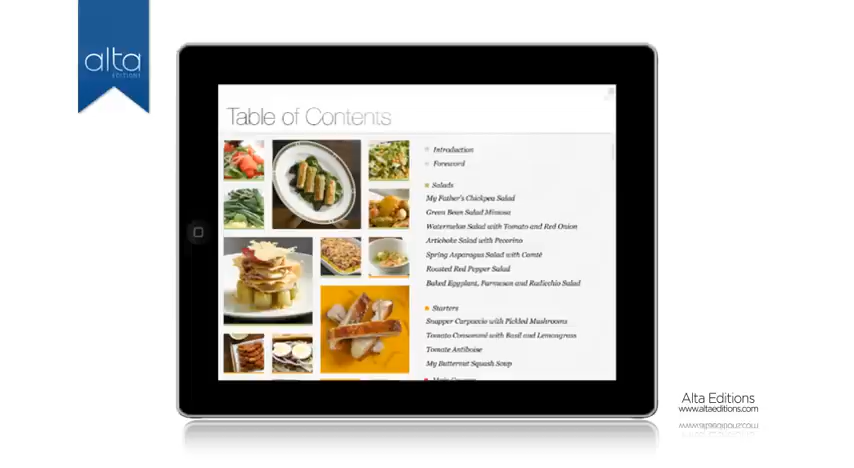 alta
EDITIONS
Table of Contents
Introduction
Foreword
Salads
My Father's Chickpea Salad
Green Bean Salad Mimosa
Watermelon Salad with Tomato and Red Onion
Artichoke Salad with Pecorino
Spring Asparagus Salad with Comté
Roasted Red Pepper Salad
Baked Eggplant, Parmesan and Radicchio Salad
Starters
Snapper Carpaccio with Pickled Mushrooms
Tomato Consommé with Basil and Lemongrass
Tomate Antiboise
My Butternut Squash Soup
Alta Editions
www.altaeditions.com